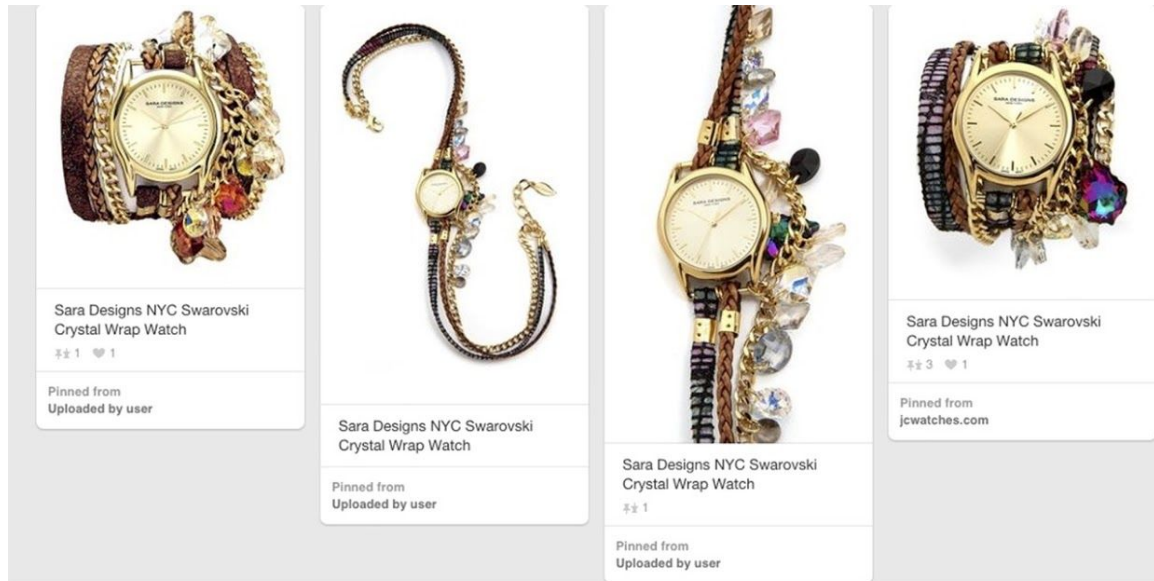 SARA DESIGNS
Sara Designs NYC Swarovski
Crystal Wrap Watch
1 1
Pinned from
Uploaded by user
Sara Designs NYC Swarovski
Crystal Wrap Watch
Pinned from
Uploaded by user
SARA DESIGNS
Sara Designs NYC Swarovski
Crystal Wrap Watch
1
Pinned from
Uploaded by user
SARA DESIGNS
Sara Designs NYC Swarovski
Crystal Wrap Watch
3 1
Pinned from
jcwatches.com